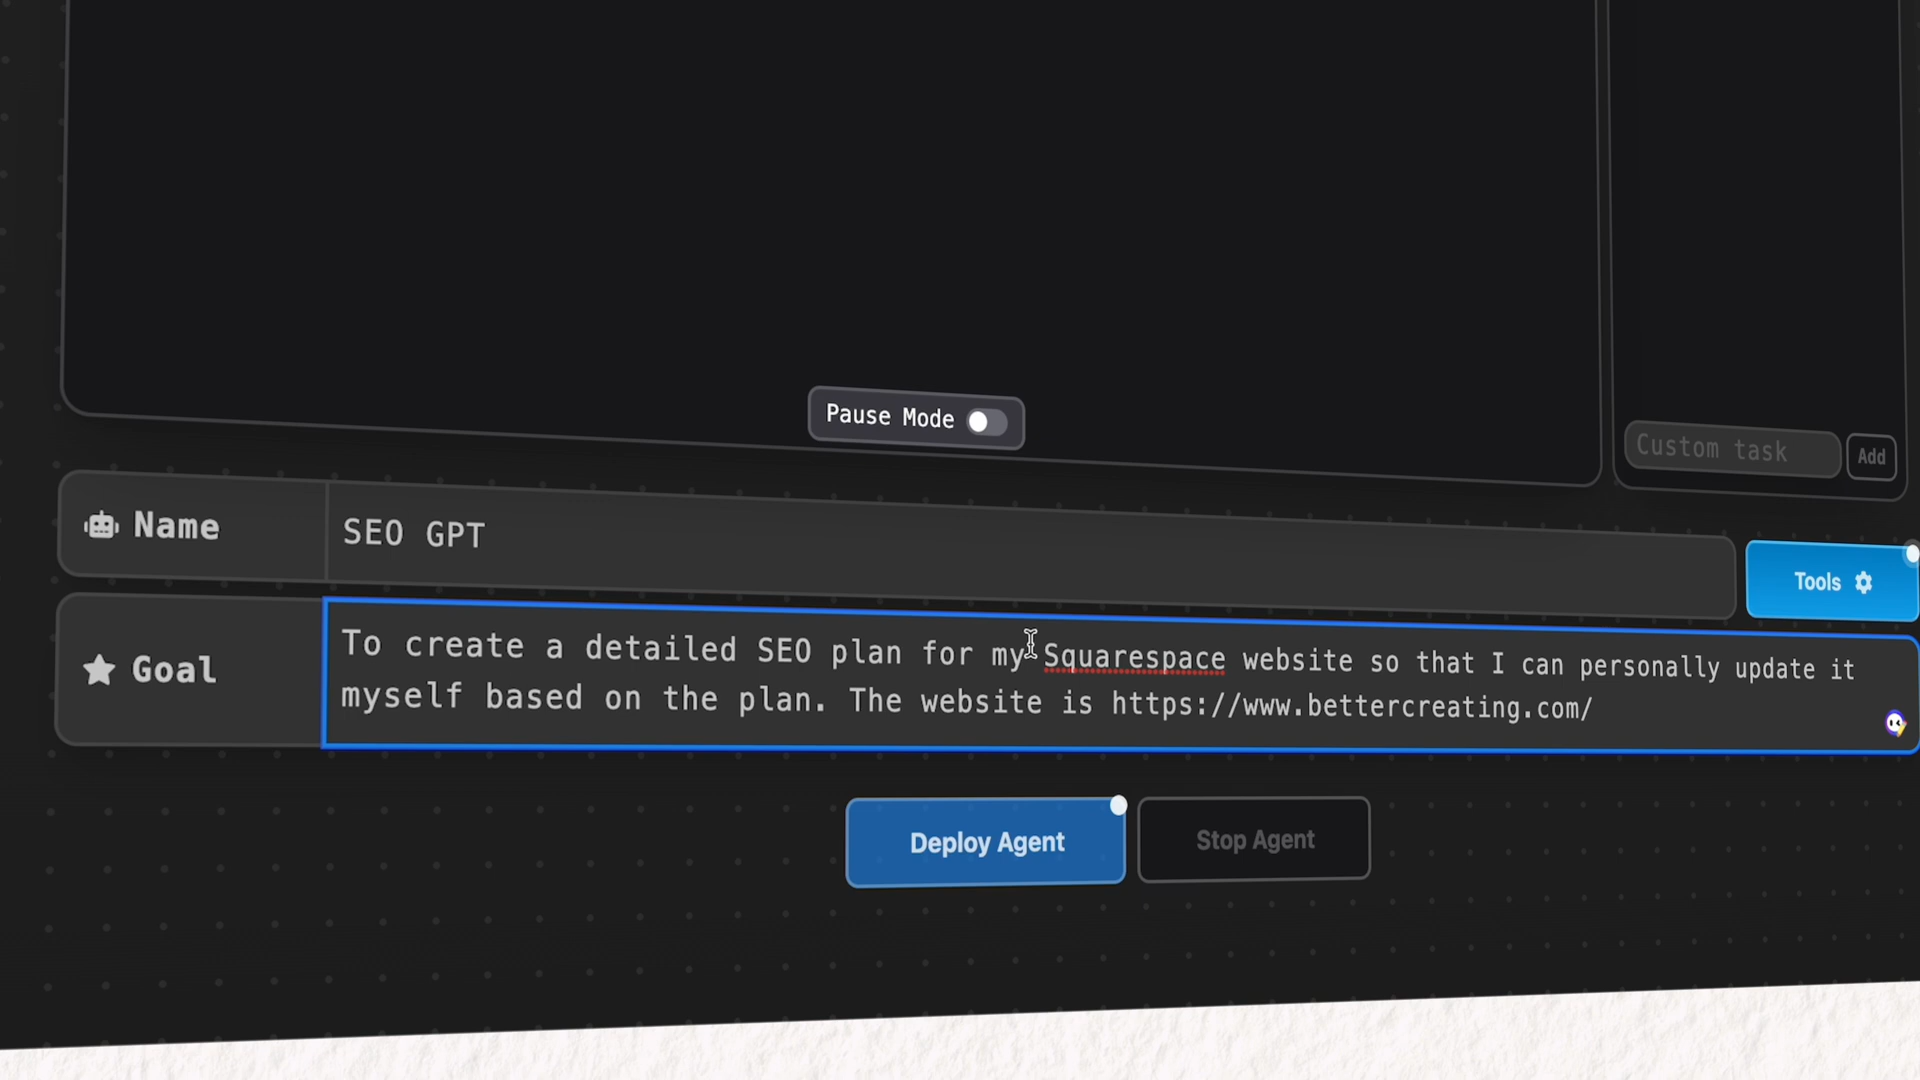 Pause Mode
Custom task
Add
Name
SEO GPT
Tools
Goal
To create a detailed SEO plan for my Squarespace website so that I can personally update it
myself based on the plan. The website is https://www.bettercreating.com/
Deploy Agent
Stop Agent